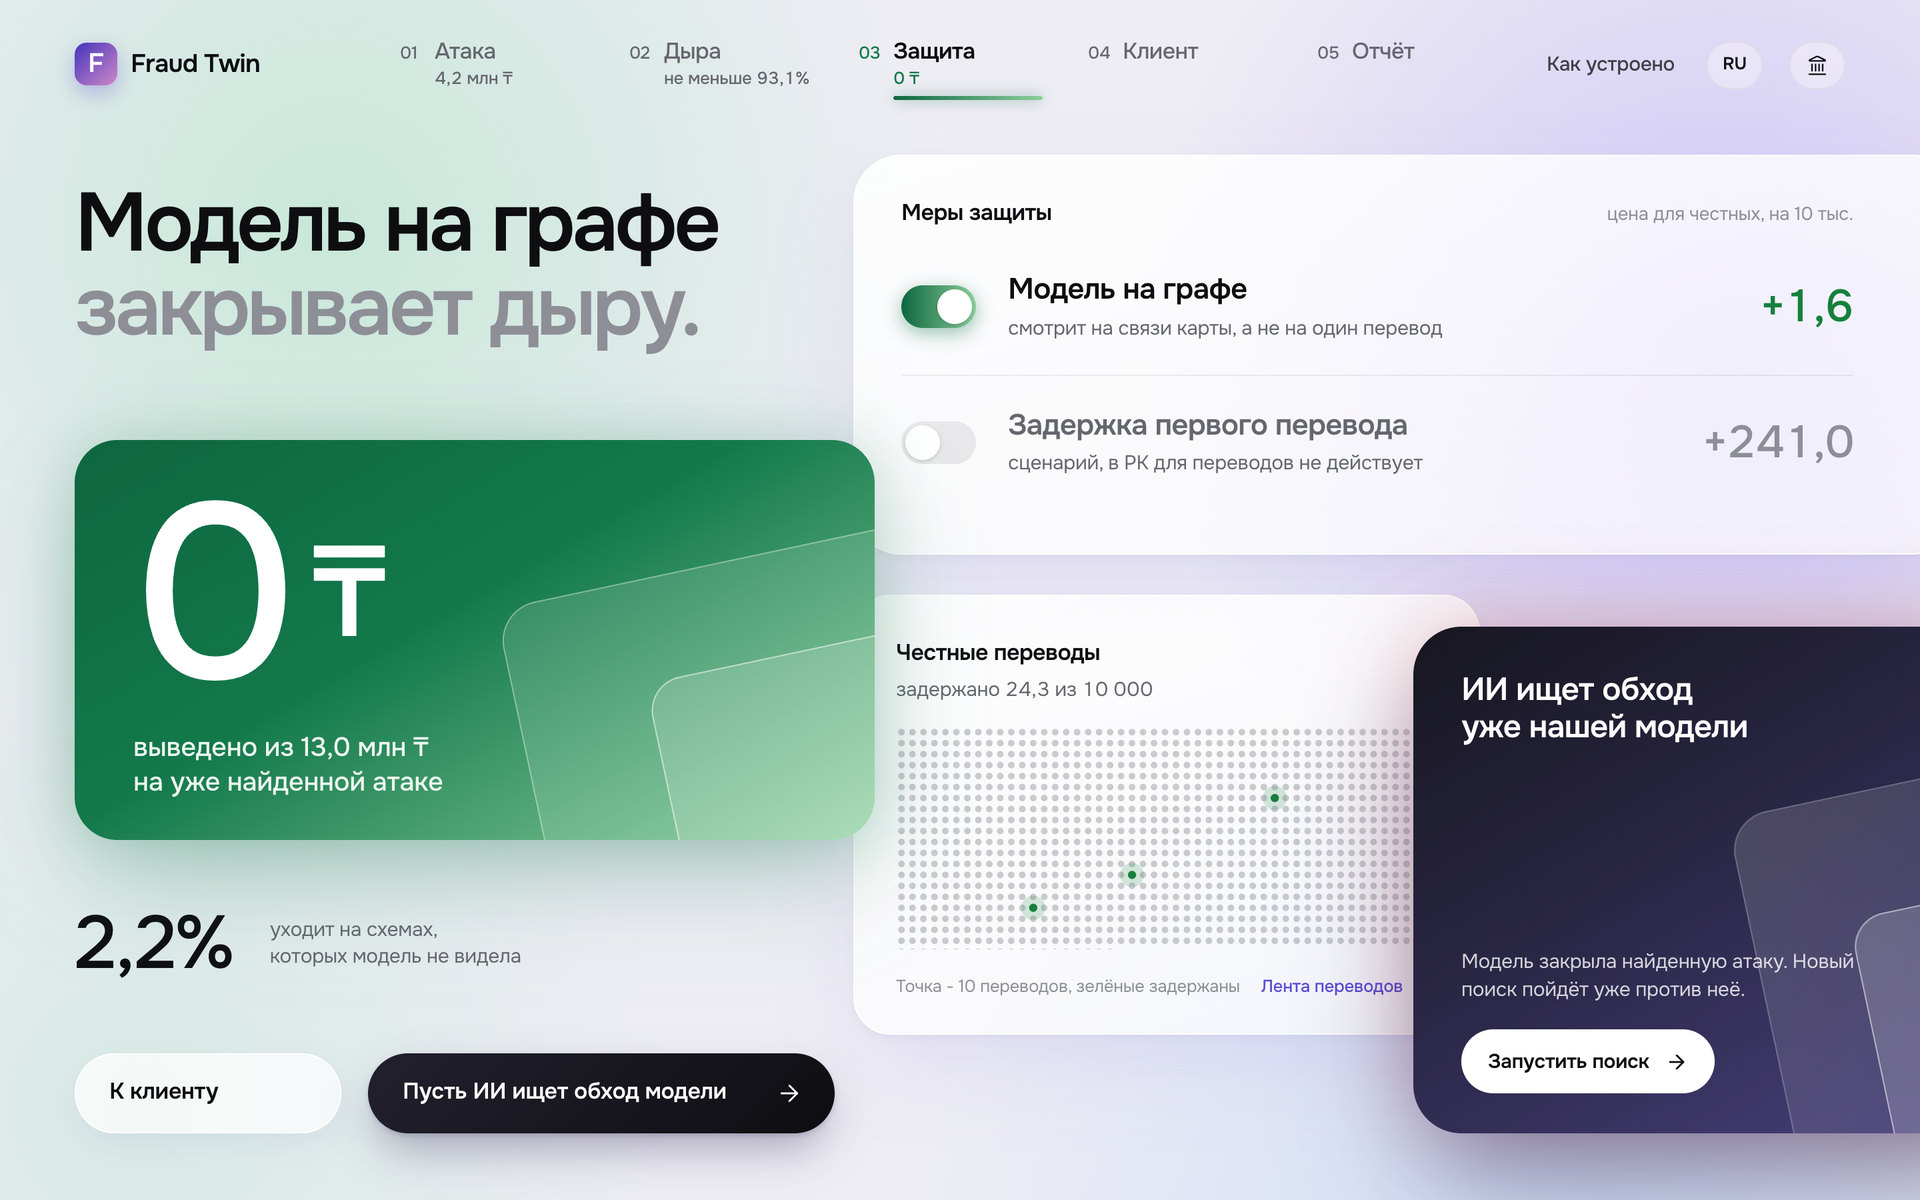 F
Fraud Twin
01 Атака
4,2 млн ₸
02 Дыра
не меньше 93,1%
03 Защита
0 ₸
04 Клиент
05 Отчёт
Как устроено
RU
Модель на графе
закрывает дыру.
0 ₸
выведено из 13,0 млн ₸
на уже найденной атаке
2,2%
уходит на схемах,
которых модель не видела
К клиенту
Пусть ИИ ищет обход модели
Меры защиты
цена для честных, на 10 тыс.
Модель на графе
смотрит на связи карты, а не на один перевод
+1,6
Задержка первого перевода
сценарий, в РК для переводов не действует
+241,0
Честные переводы
задержано 24,3 из 10 000
Точка - 10 переводов, зелёные задержаны
Лента переводов
ИИ ищет обход
уже нашей модели
Модель закрыла найденную атаку. Новый
поиск пойдёт уже против неё.
Запустить поиск